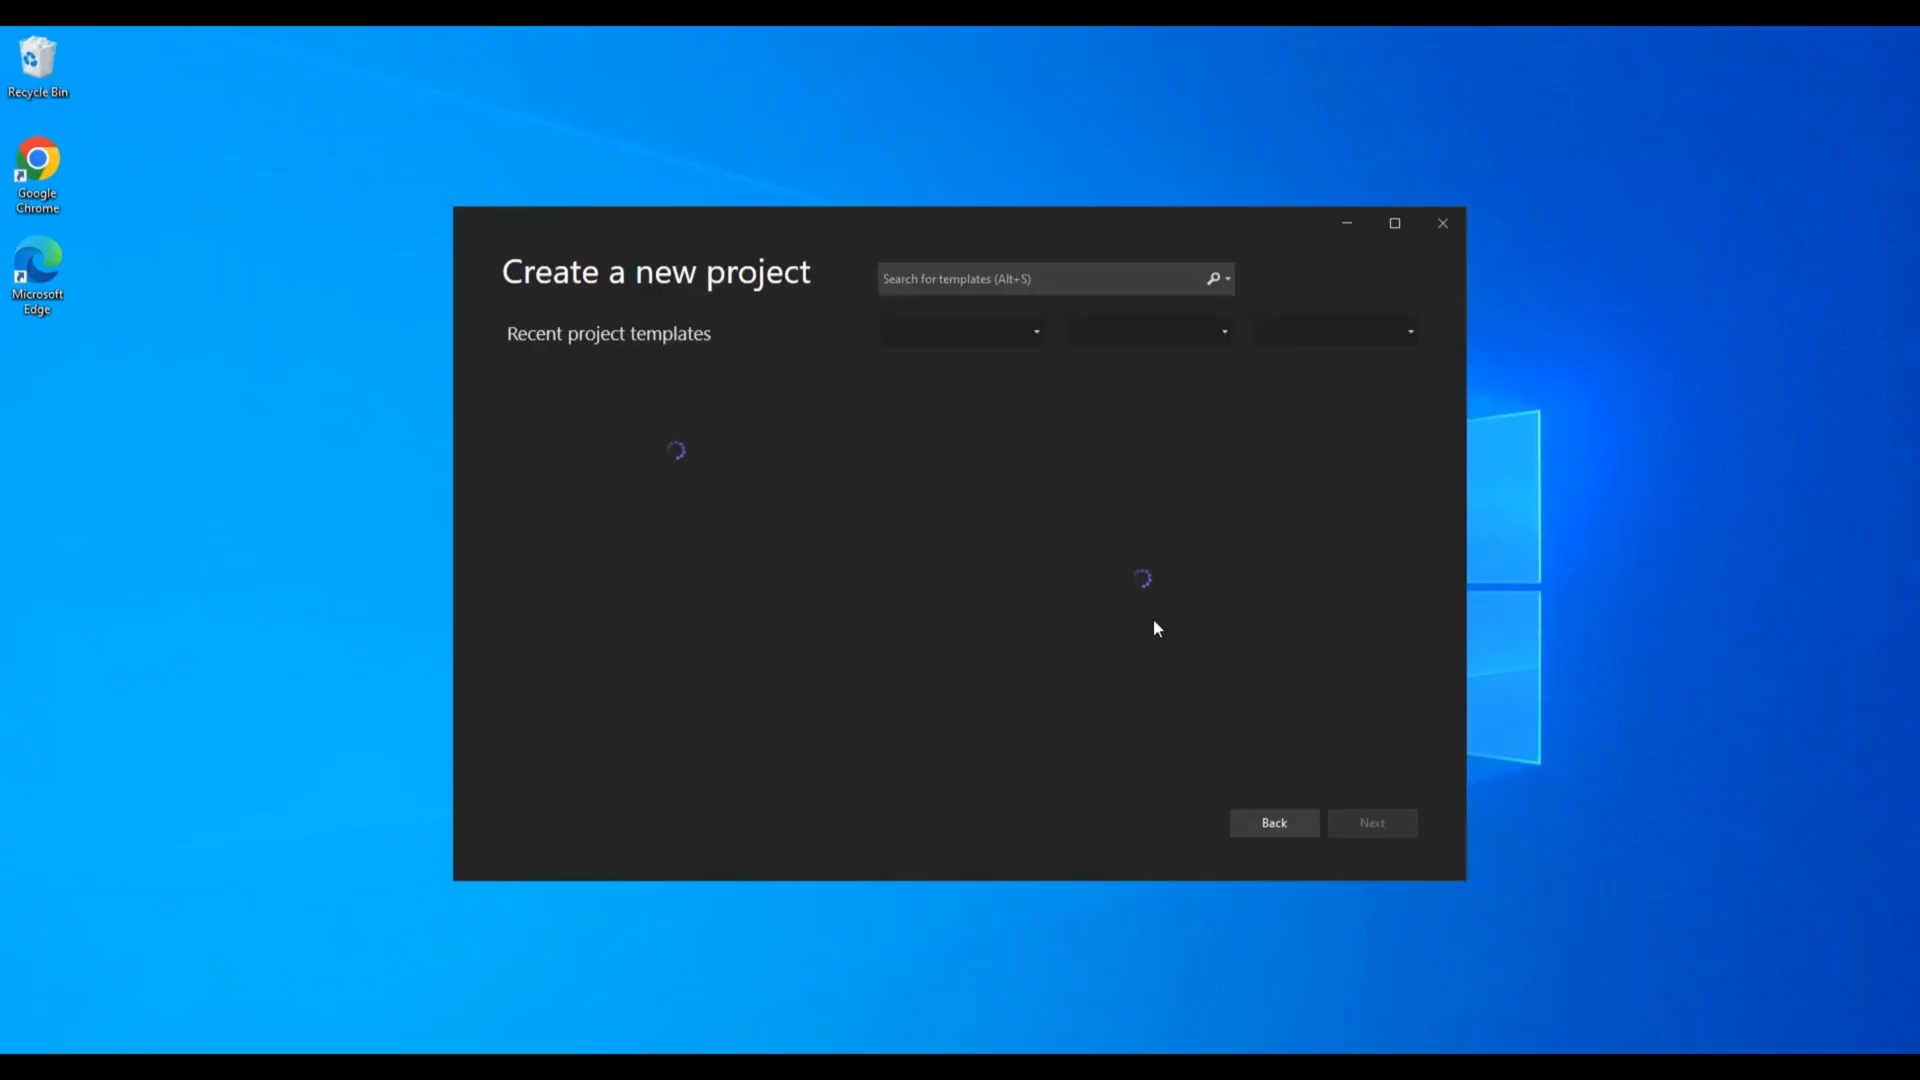 Recycle Bin
Google
Chrome
Microsoft
Edge
Create a new project
Search for templates (Alt+S)
Recent project templates
Back
Next